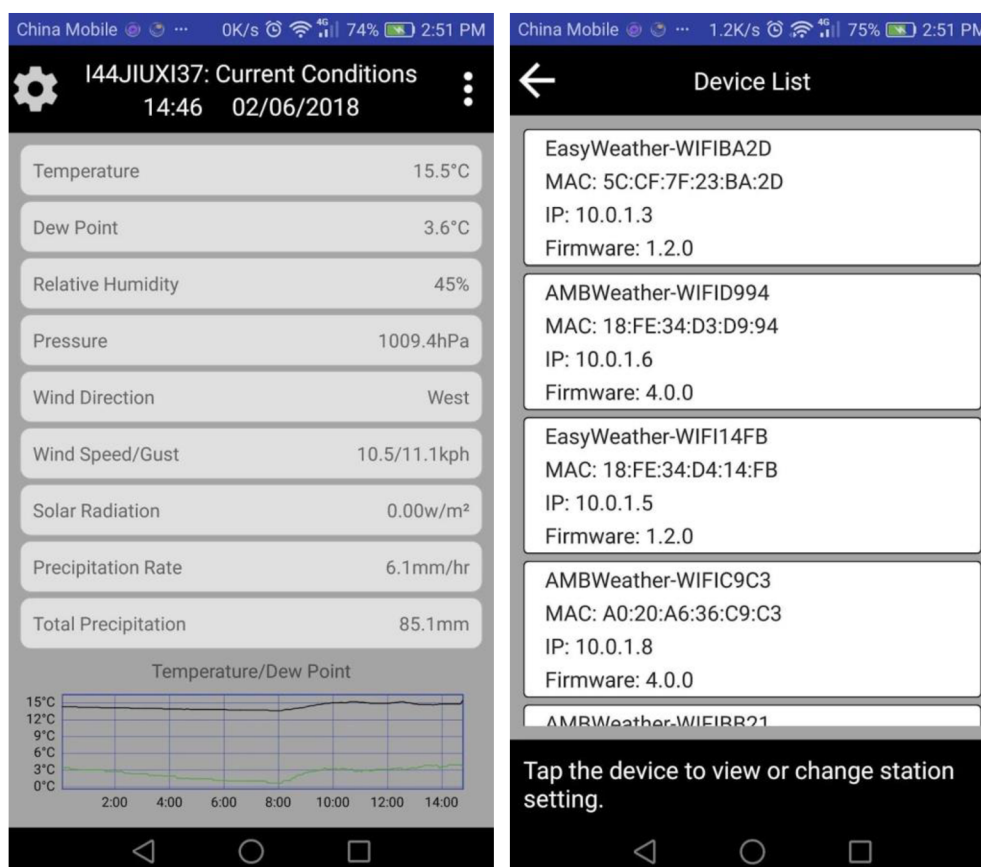 China Mobile ... 0K/s 4G 74% 2:51 PM
I44JIUXI37: Current Conditions
14:46 02/06/2018
Temperature 15.5°C
Dew Point 3.6°C
Relative Humidity 45%
Pressure 1009.4hPa
Wind Direction West
Wind Speed/Gust 10.5/11.1kph
Solar Radiation 0.00w/m²
Precipitation Rate 6.1mm/hr
Total Precipitation 85.1mm
Temperature/Dew Point
15°C
12°C
9°C
6°C
3°C
0°C
2:00 4:00 6:00 8:00 10:00 12:00 14:00
China Mobile ... 1.2K/s 4G 75% 2:51 PM
Device List
EasyWeather-WIFIBA2D
MAC: 5C:CF:7F:23:BA:2D
IP: 10.0.1.3
Firmware: 1.2.0
AMBWeather-WIFID994
MAC: 18:FE:34:D3:D9:94
IP: 10.0.1.6
Firmware: 4.0.0
EasyWeather-WIFI14FB
MAC: 18:FE:34:D4:14:FB
IP: 10.0.1.5
Firmware: 1.2.0
AMBWeather-WIFIC9C3
MAC: A0:20:A6:36:C9:C3
IP: 10.0.1.8
Firmware: 4.0.0
AMBWeather-WIFIBB21
Tap the device to view or change station
setting.